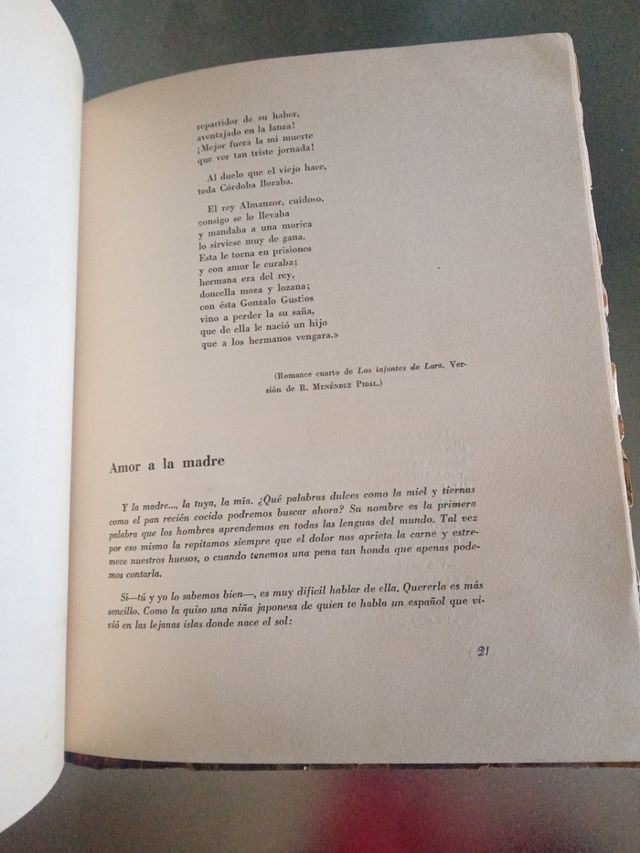 repartidor de su haber,
aventajado en la lanza!
¡Mejor fuera la mi muerte
que ver tan triste jornada!
Al duelo que el viejo hace,
toda Córdoba lloraba.
El rey Almanzor, cuidoso,
consigo se lo llevaba
y mandaba a una morica
lo sirviese muy de gana.
Esta le torna en prisiones
y con amor le curaba;
hermana era del rey,
doncella moza y lozana;
con ésta Gonzalo Gustios
vino a perder la su saña,
que de ella le nació un hijo
que a los hermanos vengara.»
(Romance cuarto de Los infantes de Lara. Ver-
sión de R. MENÉNDEZ PIDAL.)
Amor a la madre
Y la madre..., la tuya, la mía. ¿Qué palabras dulces como la miel y tiernas
como el pan recién cocido podremos buscar ahora? Su nombre es la primera
palabra que los hombres aprendemos en todas las lenguas del mundo. Tal vez
por eso mismo la repitamos siempre que el dolor nos aprieta la carne y estre-
mece nuestros huesos, o cuando tenemos una pena tan honda que apenas pode-
mos contarla.
Sí—tú y yo lo sabemos bien—, es muy difícil hablar de ella. Quererla es más
sencillo. Como la quiso una niña japonesa de quien te habla un español que vi-
vió en las lejanas islas donde nace el sol:
21